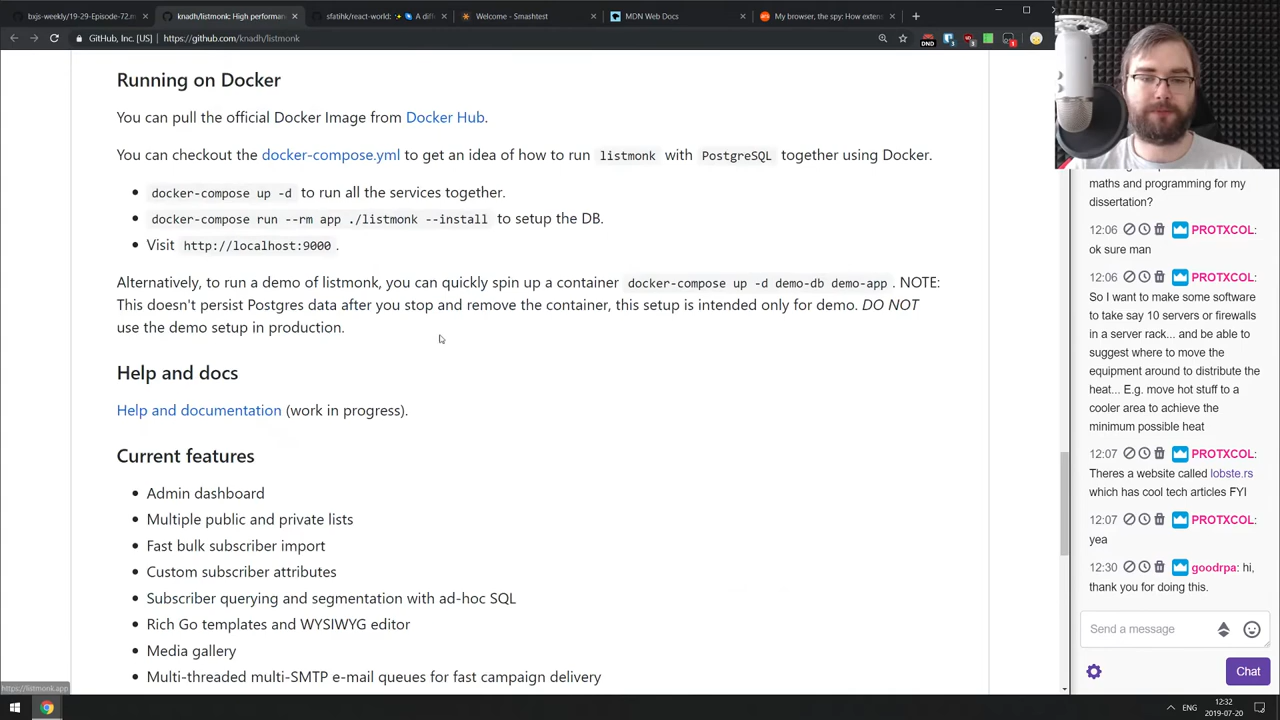 bxjs-weekly/19-29-Episode-72.m
knadh/listmonk: High performan
sfatihk/react-world: ✨ A diff
Welcome - Smashtest
MDN Web Docs
My browser, the spy: How exten
GitHub, Inc. [US] | https://github.com/knadh/listmonk
DND
3
3
1
Running on Docker
You can pull the official Docker Image from Docker Hub.
You can checkout the docker-compose.yml to get an idea of how to run listmonk with PostgreSQL together using Docker.
• docker-compose up -d to run all the services together.
• docker-compose run --rm app ./listmonk --install to setup the DB.
• Visit http://localhost:9000 .
Alternatively, to run a demo of listmonk, you can quickly spin up a container docker-compose up -d demo-db demo-app . NOTE:
This doesn't persist Postgres data after you stop and remove the container, this setup is intended only for demo. DO NOT
use the demo setup in production.
Help and docs
Help and documentation (work in progress).
Current features
• Admin dashboard
• Multiple public and private lists
• Fast bulk subscriber import
• Custom subscriber attributes
• Subscriber querying and segmentation with ad-hoc SQL
• Rich Go templates and WYSIWYG editor
• Media gallery
• Multi-threaded multi-SMTP e-mail queues for fast campaign delivery
https://listmonk.app
maths and programming for my
dissertation?
12:06 PROTXCOL:
ok sure man
12:06 PROTXCOL:
So I want to make some software
to take say 10 servers or firewalls
in a server rack... and be able to
suggest where to move the
equipment around to distribute the
heat... E.g. move hot stuff to a
cooler area to achieve the
minimum possible heat
12:07 PROTXCOL:
Theres a website called lobste.rs
which has cool tech articles FYI
12:07 PROTXCOL:
yea
12:30 goodrpa: hi,
thank you for doing this.
Send a message
Chat
ENG
12:32
2019-07-20